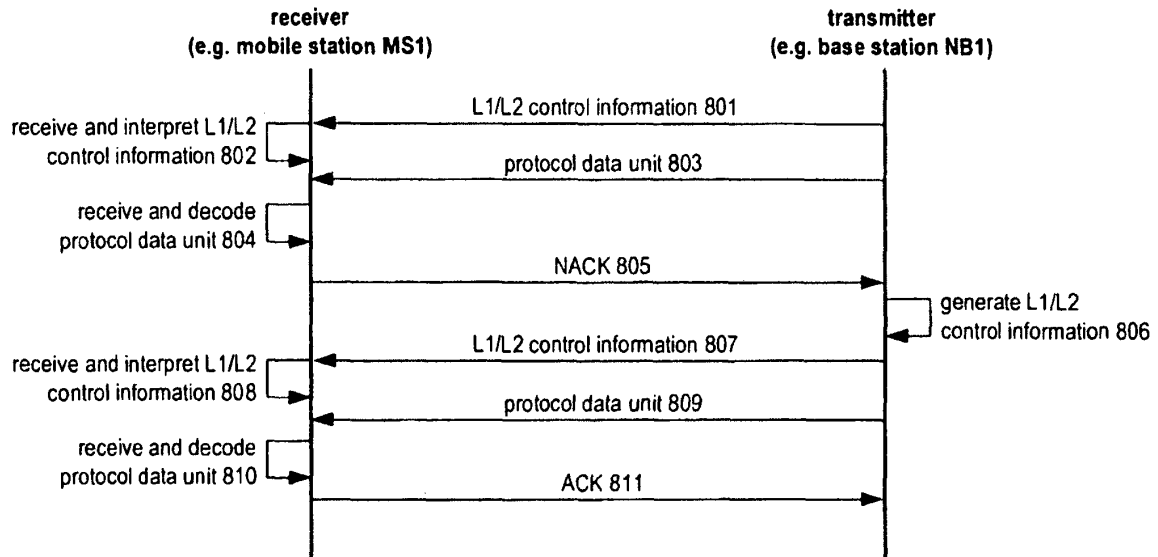 receiver
(e.g. mobile station MS1)
transmitter
(e.g. base station NB1)
L1/L2 control information 801
receive and interpret L1/L2
control information 802
protocol data unit 803
receive and decode
protocol data unit 804
NACK 805
generate L1/L2
control information 806
L1/L2 control information 807
receive and interpret L1/L2
control information 808
protocol data unit 809
receive and decode
protocol data unit 810
ACK 811